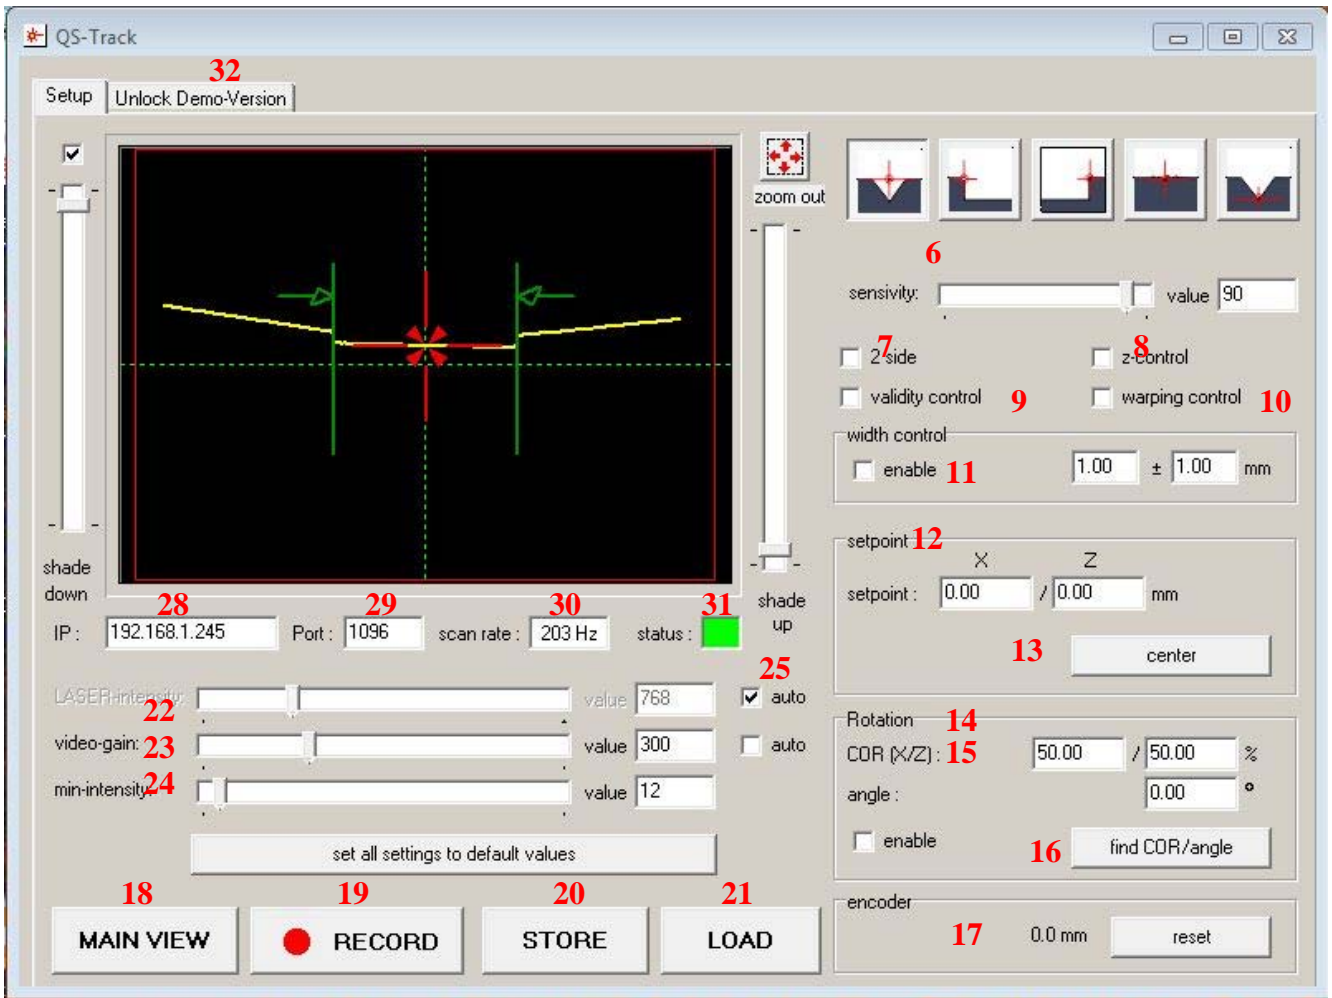 QS-Track
32
Setup Unlock Demo-Version
zoom out
6
sensivity: value 90
7 8
2 side z-control
validity control 9 warping control 10
width control
enable 11 1.00 ± 1.00 mm
setpoint 12
X Z
setpoint : 0.00 / 0.00 mm
13 center
shade
down
shade
up
28 29 30 31
IP : 192.168.1.245 Port : 1096 scan rate : 203 Hz status :
25
LASER-intensity: value 768 auto
22
video-gain: 23 value 300 auto
min-intensity: 24 value 12
set all settings to default values
Rotation 14
COR (X/Z) : 15 50.00 / 50.00 %
angle : 0.00 °
enable 16 find COR/angle
18 19 20 21
MAIN VIEW RECORD STORE LOAD
encoder
17 0.0 mm reset